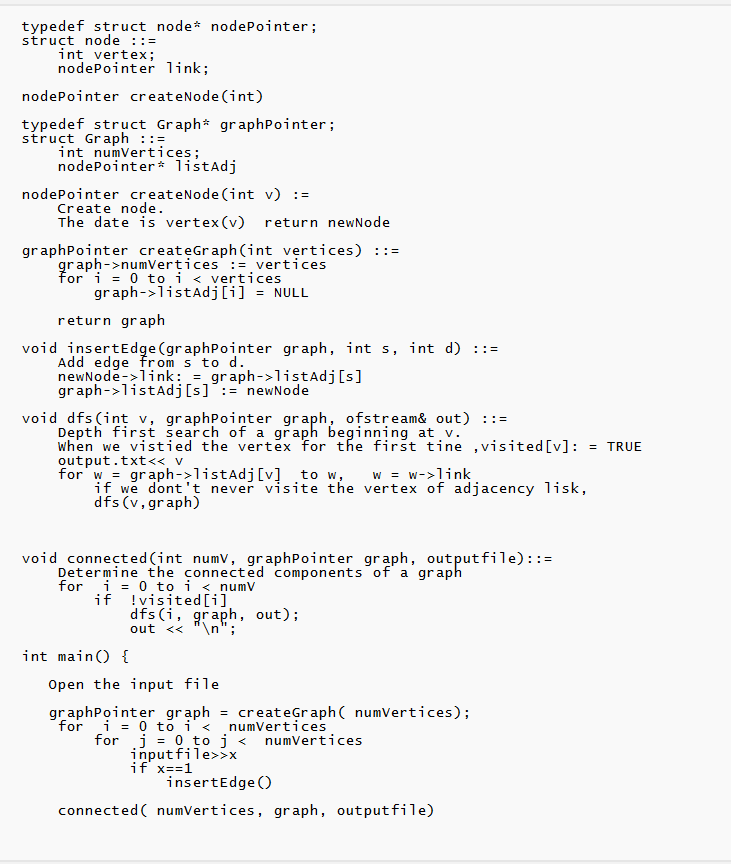 typedef struct node* nodePointer;
struct node ::=
    int vertex;
    nodePointer link;

nodePointer createNode(int)

typedef struct Graph* graphPointer;
struct Graph ::=
    int numVertices;
    nodePointer* listAdj

nodePointer createNode(int v) :=
    Create node.
    The date is vertex(v)  return newNode

graphPointer createGraph(int vertices) ::=
    graph->numVertices := vertices
    for i = 0 to i < vertices
        graph->listAdj[i] = NULL

    return graph

void insertEdge(graphPointer graph, int s, int d) ::=
    Add edge from s to d.
    newNode->link: = graph->listAdj[s]
    graph->listAdj[s] := newNode

void dfs(int v, graphPointer graph, ofstream& out) ::=
    Depth first search of a graph beginning at v.
    When we vistied the vertex for the first tine ,visited[v]: = TRUE
    output.txt<< v
    for w = graph->listAdj[v]  to w,   w = w->link
        if we dont't never visite the vertex of adjacency lisk,
        dfs(v,graph)

void connected(int numV, graphPointer graph, outputfile)::=
    Determine the connected components of a graph
    for  i = 0 to i < numV
        if  !visited[i]
            dfs(i, graph, out);
            out << "\n";

int main() {

   Open the input file

   graphPointer graph = createGraph( numVertices);
    for  i = 0 to i <  numVertices
        for  j = 0 to j <  numVertices
            inputfile>>x
            if x==1
                insertEdge()

    connected( numVertices, graph, outputfile)